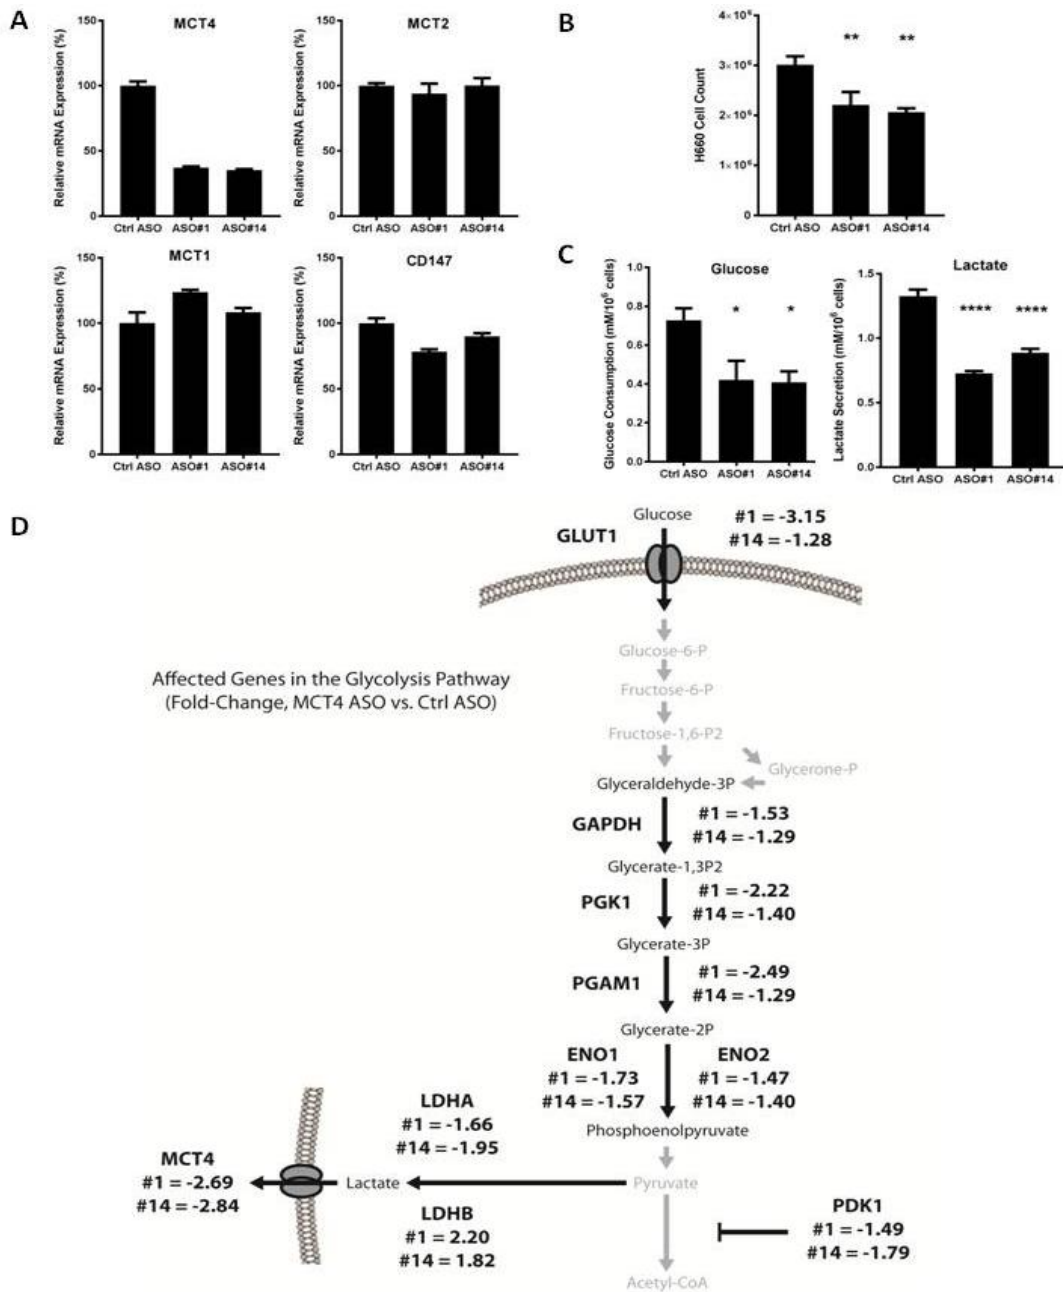 A
MCT4
Relative mRNA Expression (%)
150
100
50
0
Ctrl ASO ASO#1 ASO#14
MCT2
Relative mRNA Expression (%)
150
100
50
0
Ctrl ASO ASO#1 ASO#14
MCT1
Relative mRNA Expression (%)
150
100
50
0
Ctrl ASO ASO#1 ASO#14
CD147
Relative mRNA Expression (%)
150
100
50
0
Ctrl ASO ASO#1 ASO#14
B
H660 Cell Count
4×10⁶
3×10⁶
2×10⁶
1×10⁶
0
** **
Ctrl ASO ASO#1 ASO#14
C
Glucose
Glucose Consumption (mM/10⁶ cells)
1.0
0.8
0.6
0.4
0.2
0.0
* *
Ctrl ASO ASO#1 ASO#14
Lactate
Lactate Secretion (mM/10⁶ cells)
1.5
1.0
0.5
0.0
**** ****
Ctrl ASO ASO#1 ASO#14
D
Glucose
GLUT1
#1 = -3.15
#14 = -1.28
Affected Genes in the Glycolysis Pathway
(Fold-Change, MCT4 ASO vs. Ctrl ASO)
Glucose-6-P
Fructose-6-P
Fructose-1,6-P2
Glycerone-P
Glyceraldehyde-3P
GAPDH
#1 = -1.53
#14 = -1.29
Glycerate-1,3P2
PGK1
#1 = -2.22
#14 = -1.40
Glycerate-3P
PGAM1
#1 = -2.49
#14 = -1.29
Glycerate-2P
ENO1
#1 = -1.73
#14 = -1.57
ENO2
#1 = -1.47
#14 = -1.40
Phosphoenolpyruvate
LDHA
#1 = -1.66
#14 = -1.95
MCT4
#1 = -2.69
#14 = -2.84
Lactate
Pyruvate
LDHB
#1 = 2.20
#14 = 1.82
PDK1
#1 = -1.49
#14 = -1.79
Acetyl-CoA